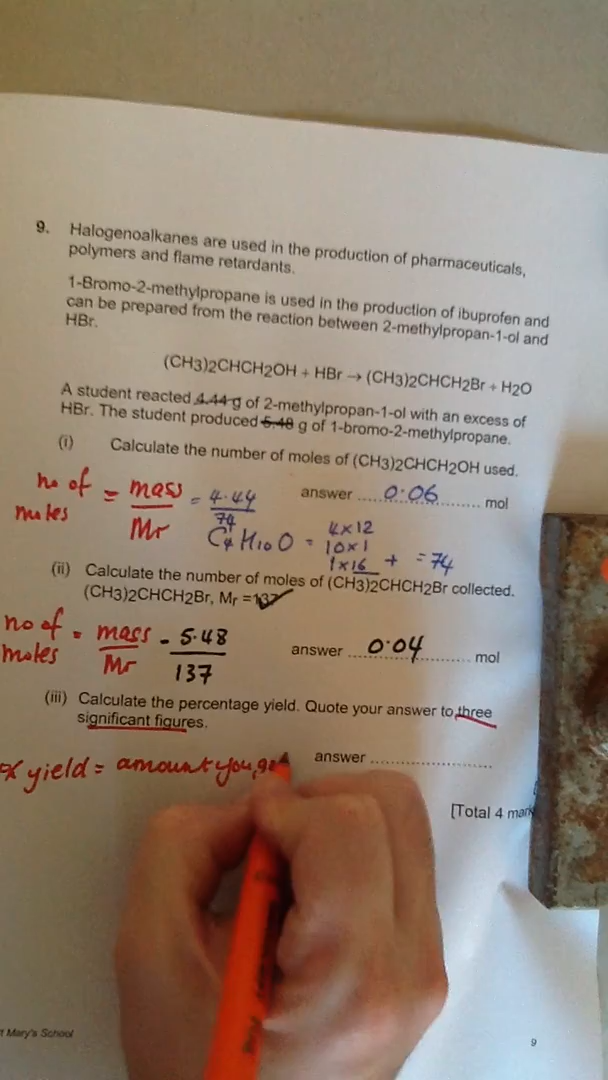 9. Halogenoalkanes are used in the production of pharmaceuticals,
polymers and flame retardants.
1-Bromo-2-methylpropane is used in the production of ibuprofen and
can be prepared from the reaction between 2-methylpropan-1-ol and
HBr.
(CH3)2CHCH2OH + HBr → (CH3)2CHCH2Br + H2O
A student reacted 4.44 g of 2-methylpropan-1-ol with an excess of
HBr. The student produced 5.48 g of 1-bromo-2-methylpropane.
(i) Calculate the number of moles of (CH3)2CHCH2OH used.
no of moles = mass / Mr = 4.44 / 74
answer 0.06 mol
C4H10O = 4x12
10x1
1x16 + = 74
(ii) Calculate the number of moles of (CH3)2CHCH2Br collected.
(CH3)2CHCH2Br, Mr =137
no of moles = mass / Mr = 5.48 / 137
answer 0.04 mol
(iii) Calculate the percentage yield. Quote your answer to three
significant figures.
% yield = amount you
answer
[Total 4 mark
t Mary's School
9